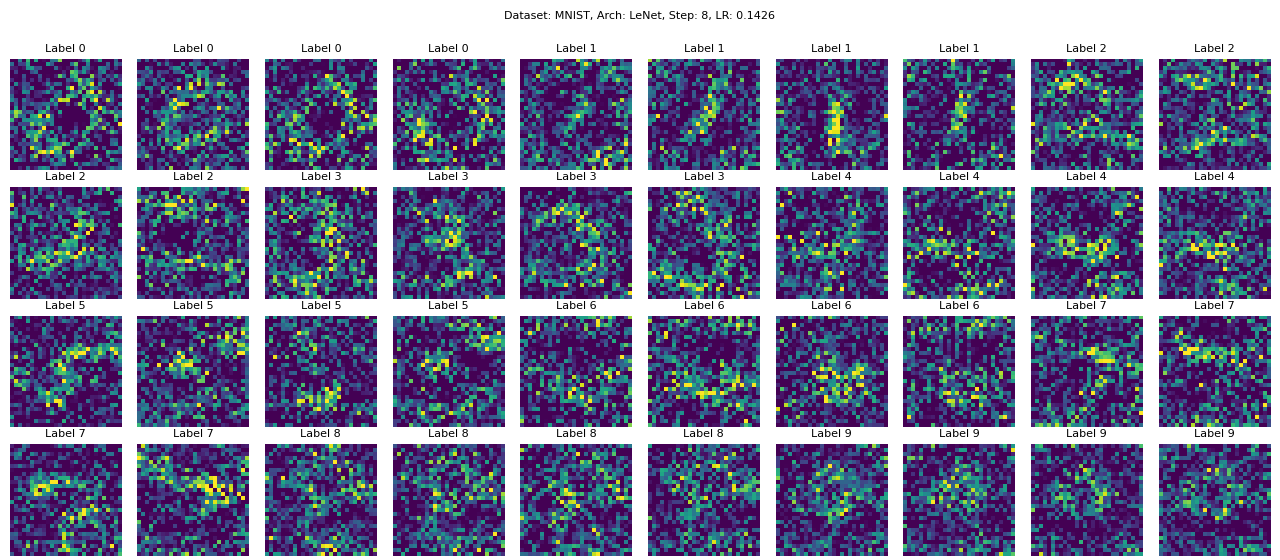 Dataset: MNIST, Arch: LeNet, Step: 8, LR: 0.1426
Label 0 Label 0 Label 0 Label 0 Label 1 Label 1 Label 1 Label 1 Label 2 Label 2
Label 2 Label 2 Label 3 Label 3 Label 3 Label 3 Label 4 Label 4 Label 4 Label 4
Label 5 Label 5 Label 5 Label 5 Label 6 Label 6 Label 6 Label 6 Label 7 Label 7
Label 7 Label 7 Label 8 Label 8 Label 8 Label 8 Label 9 Label 9 Label 9 Label 9